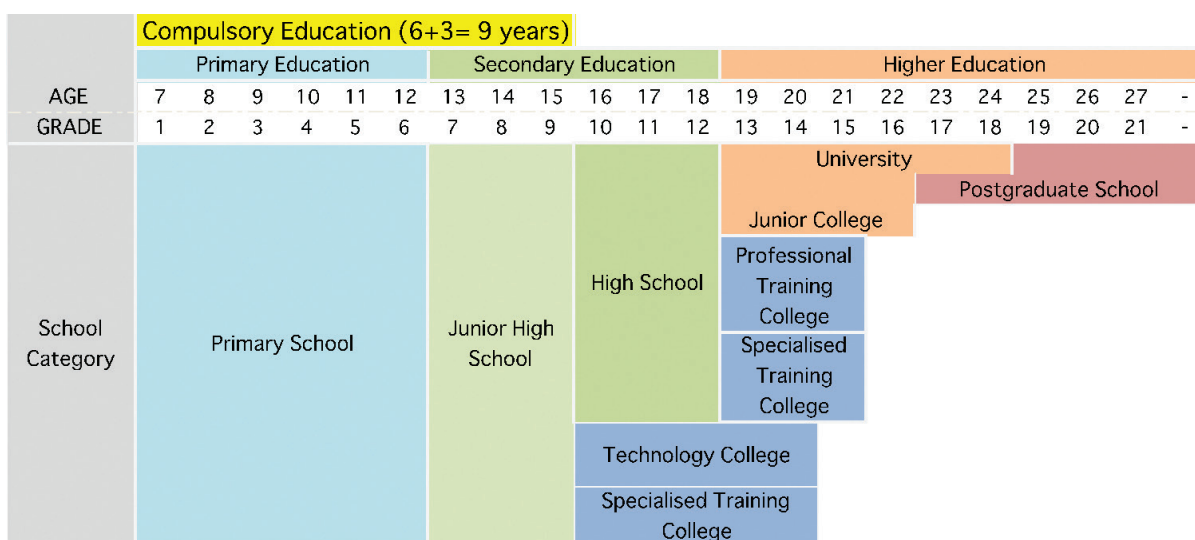 Compulsory Education (6+3= 9 years)
Primary Education Secondary Education Higher Education
AGE 7 8 9 10 11 12 13 14 15 16 17 18 19 20 21 22 23 24 25 26 27 -
GRADE 1 2 3 4 5 6 7 8 9 10 11 12 13 14 15 16 17 18 19 20 21 -
School
Category
Primary School
Junior High
School
High School
University
Postgraduate School
Junior College
Professional
Training
College
Specialised
Training
College
Technology College
Specialised Training
College